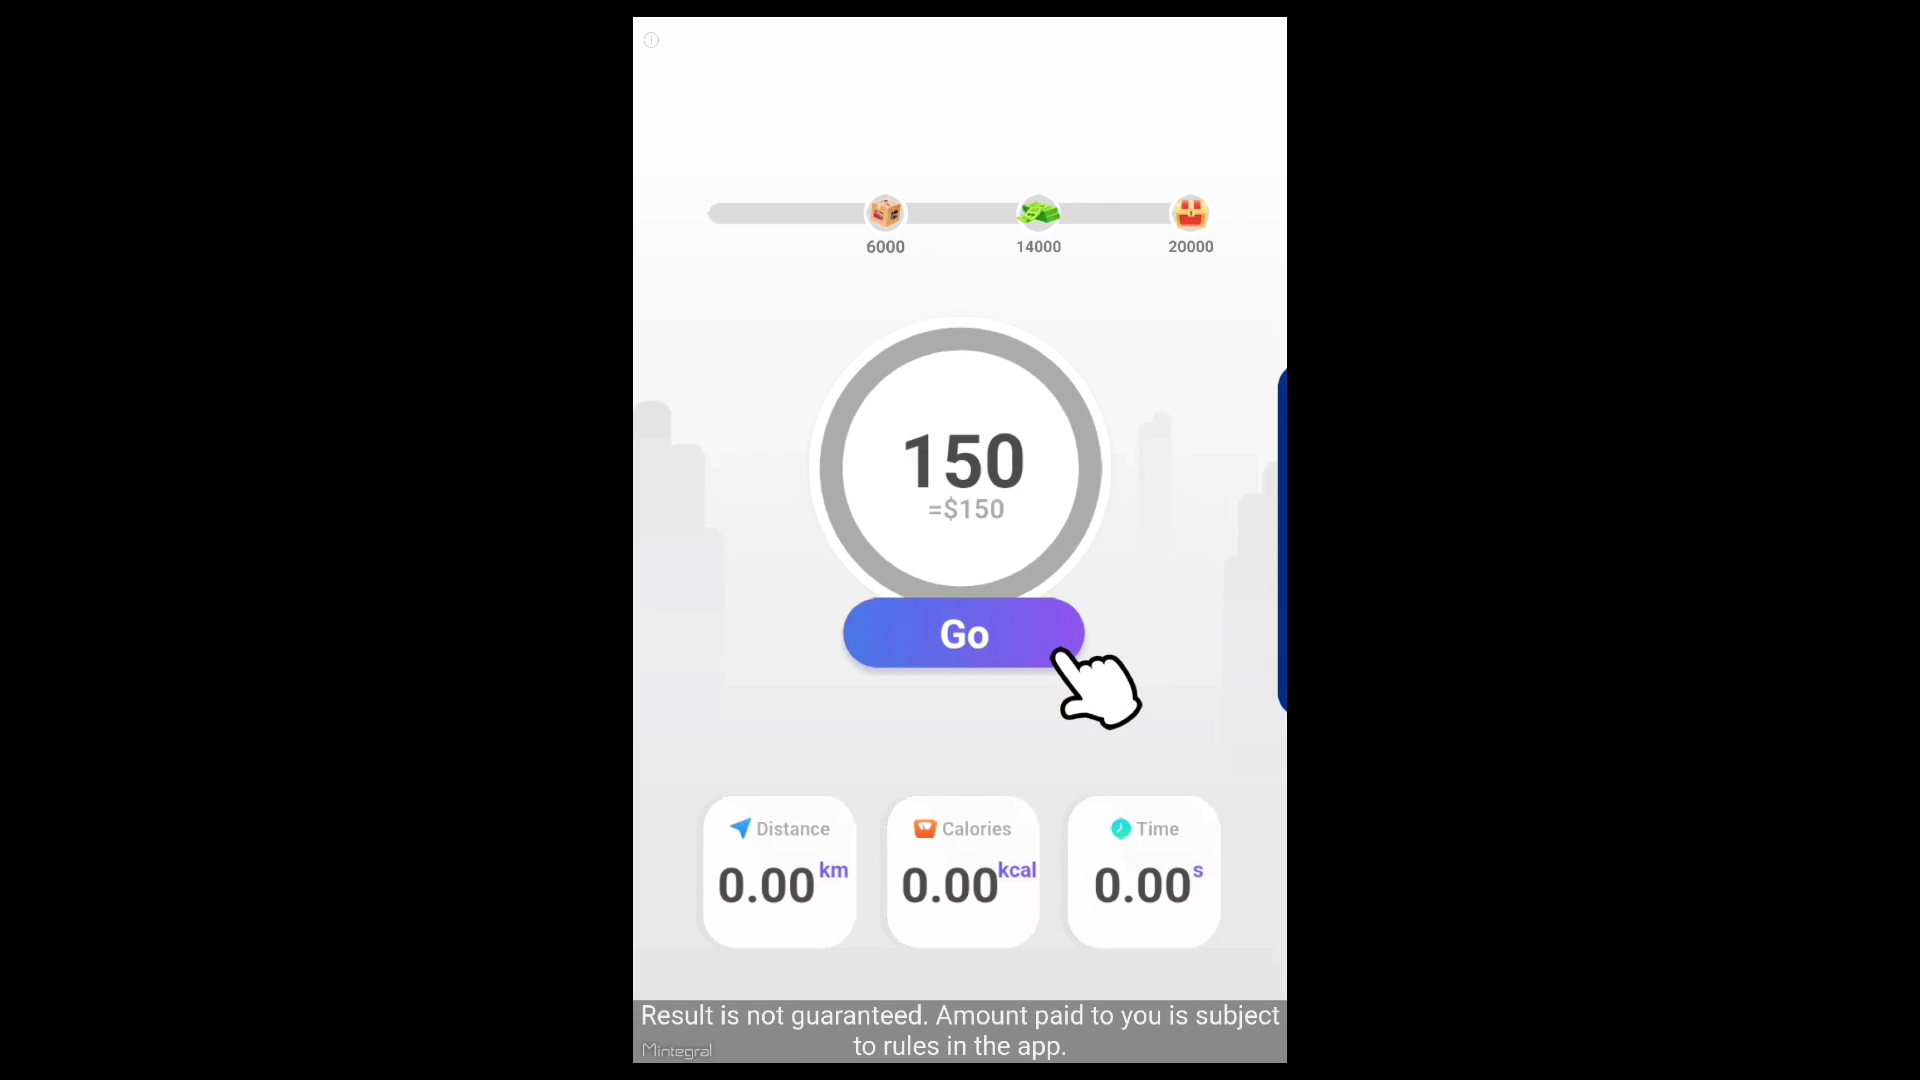 6000 14000 20000
150
=$150
Go
Distance Calories Time
0.00 km 0.00 kcal 0.00 s
Result is not guaranteed. Amount paid to you is subject
to rules in the app.
Mintegral